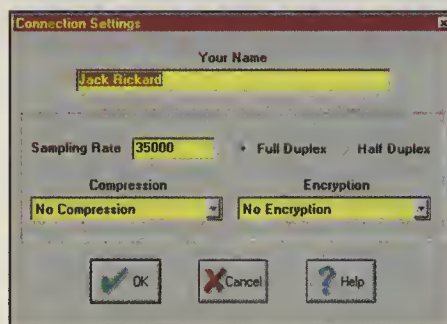 Connection Settings
Your Name
Jack Rickard
Sampling Rate 35000 Full Duplex Half Duplex
Compression Encryption
No Compression No Encryption
OK Cancel Help